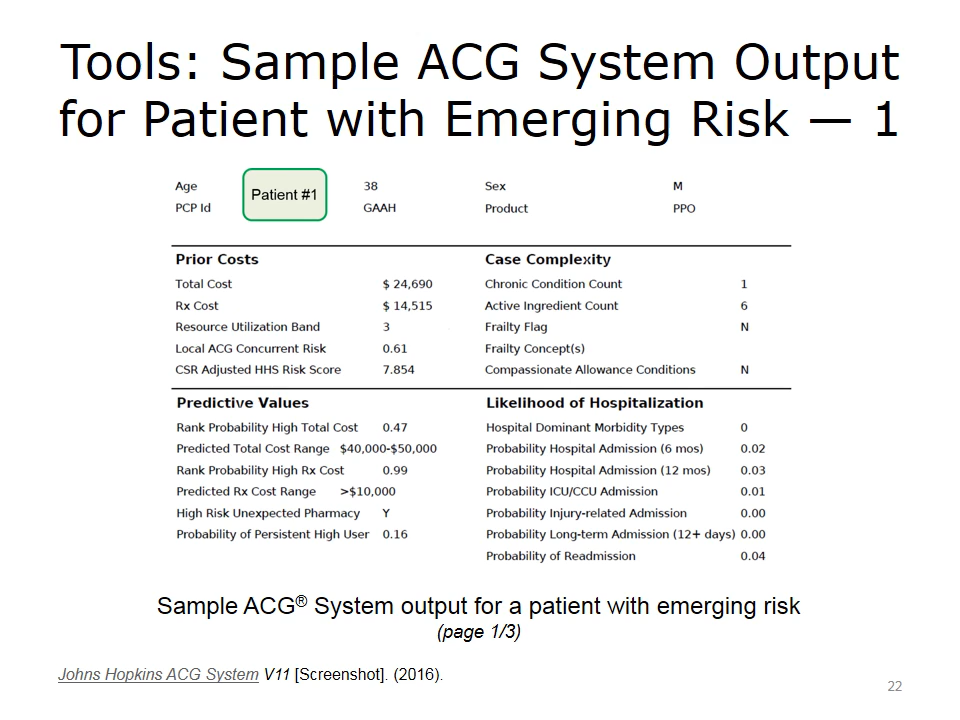 Tools: Sample ACG System Output
for Patient with Emerging Risk — 1
Age Patient #1 38 Sex M
PCP Id GAAH Product PPO
Prior Costs Case Complexity
Total Cost $ 24,690 Chronic Condition Count 1
Rx Cost $ 14,515 Active Ingredient Count 6
Resource Utilization Band 3 Frailty Flag N
Local ACG Concurrent Risk 0.61 Frailty Concept(s)
CSR Adjusted HHS Risk Score 7.854 Compassionate Allowance Conditions N
Predictive Values Likelihood of Hospitalization
Rank Probability High Total Cost 0.47 Hospital Dominant Morbidity Types 0
Predicted Total Cost Range $40,000-$50,000 Probability Hospital Admission (6 mos) 0.02
Rank Probability High Rx Cost 0.99 Probability Hospital Admission (12 mos) 0.03
Predicted Rx Cost Range >$10,000 Probability ICU/CCU Admission 0.01
High Risk Unexpected Pharmacy Y Probability Injury-related Admission 0.00
Probability of Persistent High User 0.16 Probability Long-term Admission (12+ days) 0.00
Probability of Readmission 0.04
Sample ACG® System output for a patient with emerging risk
(page 1/3)
Johns Hopkins ACG System V11 [Screenshot]. (2016).
22